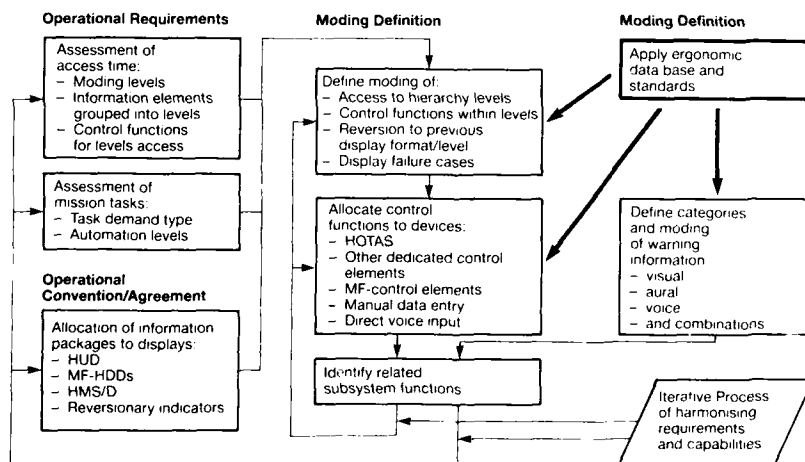 Operational Requirements
Assessment of
access time:
– Moding levels
– Information elements
grouped into levels
– Control functions
for levels access
Assessment of
mission tasks:
– Task demand type
– Automation levels
Operational
Convention/Agreement
Allocation of information
packages to displays:
– HUD
– MF-HDDs
– HMS/D
– Reversionary indicators
Moding Definition
Define moding of:
– Access to hierarchy levels
– Control functions within levels
– Reversion to previous
display format/level
– Display failure cases
Allocate control
functions to devices:
– HOTAS
– Other dedicated control
elements
– MF-control elements
– Manual data entry
– Direct voice input
Identify related
subsystem functions
Moding Definition
Apply ergonomic
data base and
standards
Define categories
and moding
of warning
information
– visual
– aural
– voice
– and combinations
Iterative Process
of harmonising
requirements
and capabilities